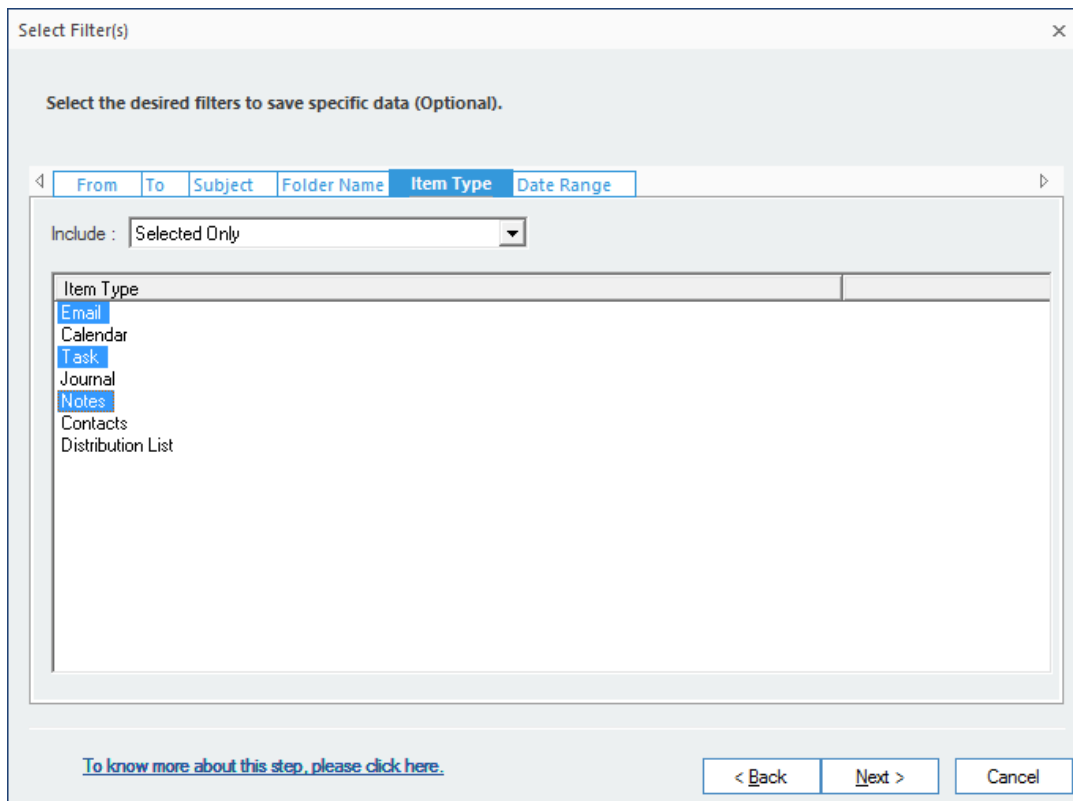 Select Filter(s)
Select the desired filters to save specific data (Optional).
From To Subject Folder Name Item Type Date Range
Include : Selected Only
Item Type
Email
Calendar
Task
Journal
Notes
Contacts
Distribution List
To know more about this step, please click here.
< Back Next > Cancel